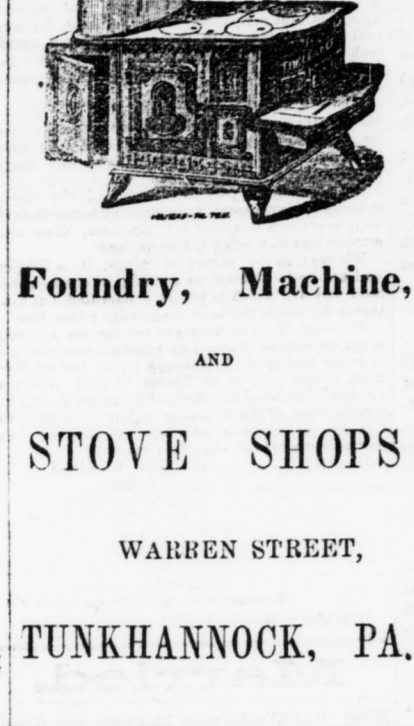 Foundry, Machine,
AND
STOVE SHOPS
WARREN STREET,
TUNKHANNOCK, PA.